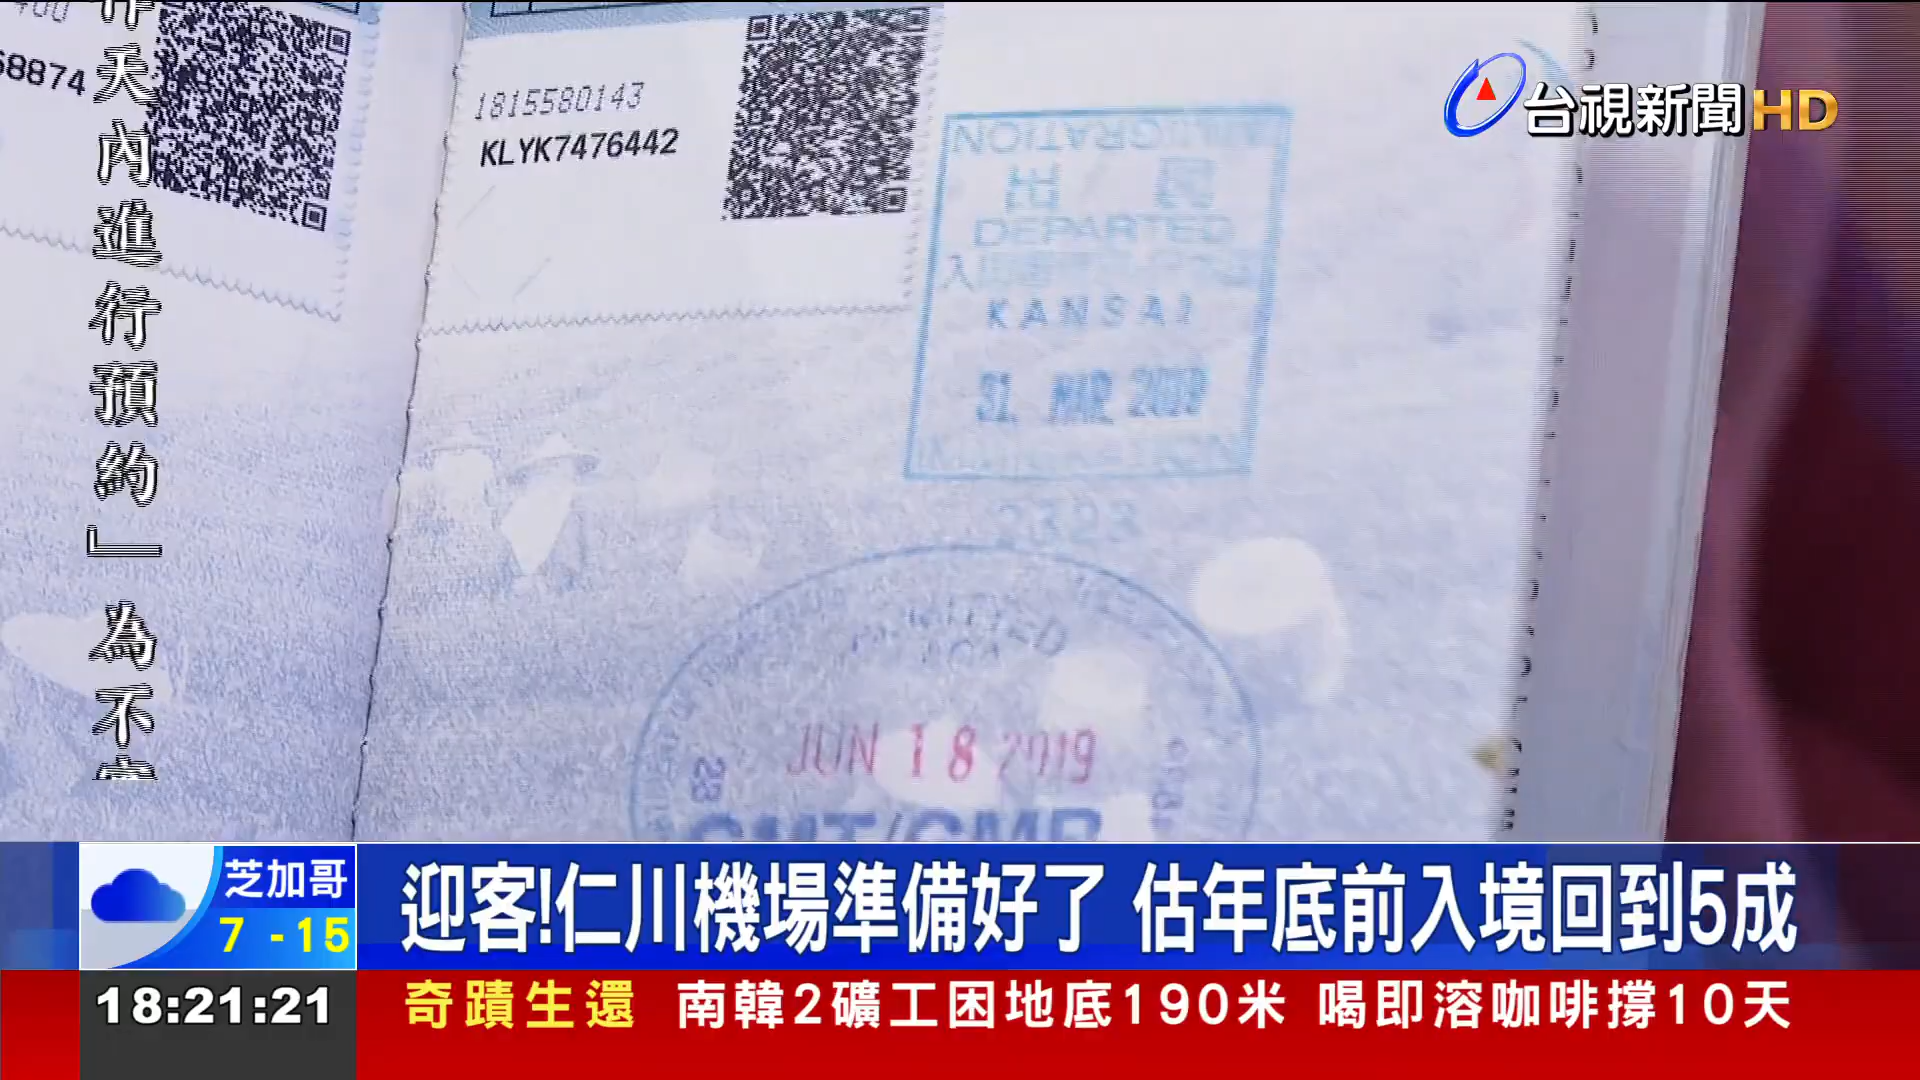 天內進行預約』為不
68874
1815580143
KLYK7476442
IMMIGRATION
出国
DEPARTED
KANSAI
31. MAR. 2019
2323
ADMITTED
JUN 18 2019
台視新聞HD
芝加哥
7 - 15
迎客!仁川機場準備好了 估年底前入境回到5成
18:21:21
奇蹟生還 南韓2礦工困地底190米 喝即溶咖啡撐10天